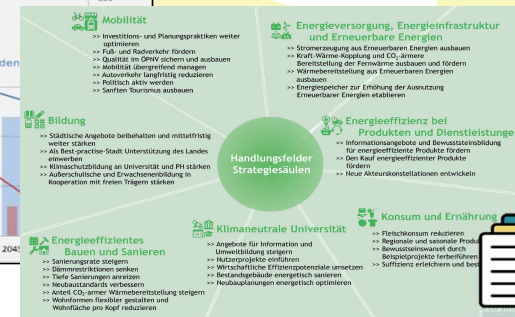 Mobilität
>> Investitions- und Planungspraktiken weiter
optimieren
>> Fuß- und Radverkehr fördern
>> Qualität im ÖPNV sichern und ausbauen
>> Mobilität übergreifend managen
>> Autoverkehr langfristig reduzieren
>> Politisch aktiv werden
>> Sanften Tourismus ausbauen
Energieversorgung, Energieinfrastruktur
und Erneuerbare Energien
>> Stromerzeugung aus Erneuerbaren Energien ausbauen
>> Kraft-Wärme-Kopplung und CO₂-ärmere
Bereitstellung der Fernwärme ausbauen und fördern
>> Wärmebereitstellung aus Erneuerbaren Energien
ausbauen
>> Energiespeicher zur Erhöhung der Ausnutzung
Erneuerbarer Energien etablieren
Bildung
>> Städtische Angebote beibehalten und mittelfristig
weiter stärken
>> Als Best-practise-Stadt Unterstützung des Landes
einwerben
>> Klimaschutzbildung an Universität und PH stärken
>> Außerschulische und Erwachsenenbildung in
Kooperation mit freien Trägern stärken
Handlungsfelder
Strategiesäulen
Energieeffizienz bei
Produkten und Dienstleistunge
>> Informationsangebote und Bewusstseinsbildung
für energieeffiziente Produkte fördern
>> Den Kauf energieeffizienter Produkte
fördern
>> Neue Akteurskonstellationen entwickeln
Energieeffizientes
Bauen und Sanieren
>> Sanierungsrate steigern
>> Dämmrestriktionen senken
>> Tiefe Sanierungen anreizen
>> Neubaustandards verbessern
>> Anteil CO₂-armer Wärmebereitstellung steigern
>> Wohnformen flexibler gestalten und
Wohnfläche pro Kopf reduzieren
Klimaneutrale Universität
>> Angebote für Information und
Umweltbildung steigern
>> Nutzerprojekte einführen
>> Wirtschaftliche Effizienzpotenziale umsetzen
>> Bestandsgebäude energetisch sanieren
>> Neubauplanungen energetisch optimieren
Konsum und Ernährung
>> Fleischkonsum reduzieren
>> Regionale und saisonale Produ
>> Bewusstseinswandel durch
Beispielprojekte herbeiführen
>> Suffizienz erleichtern und best
den
2045